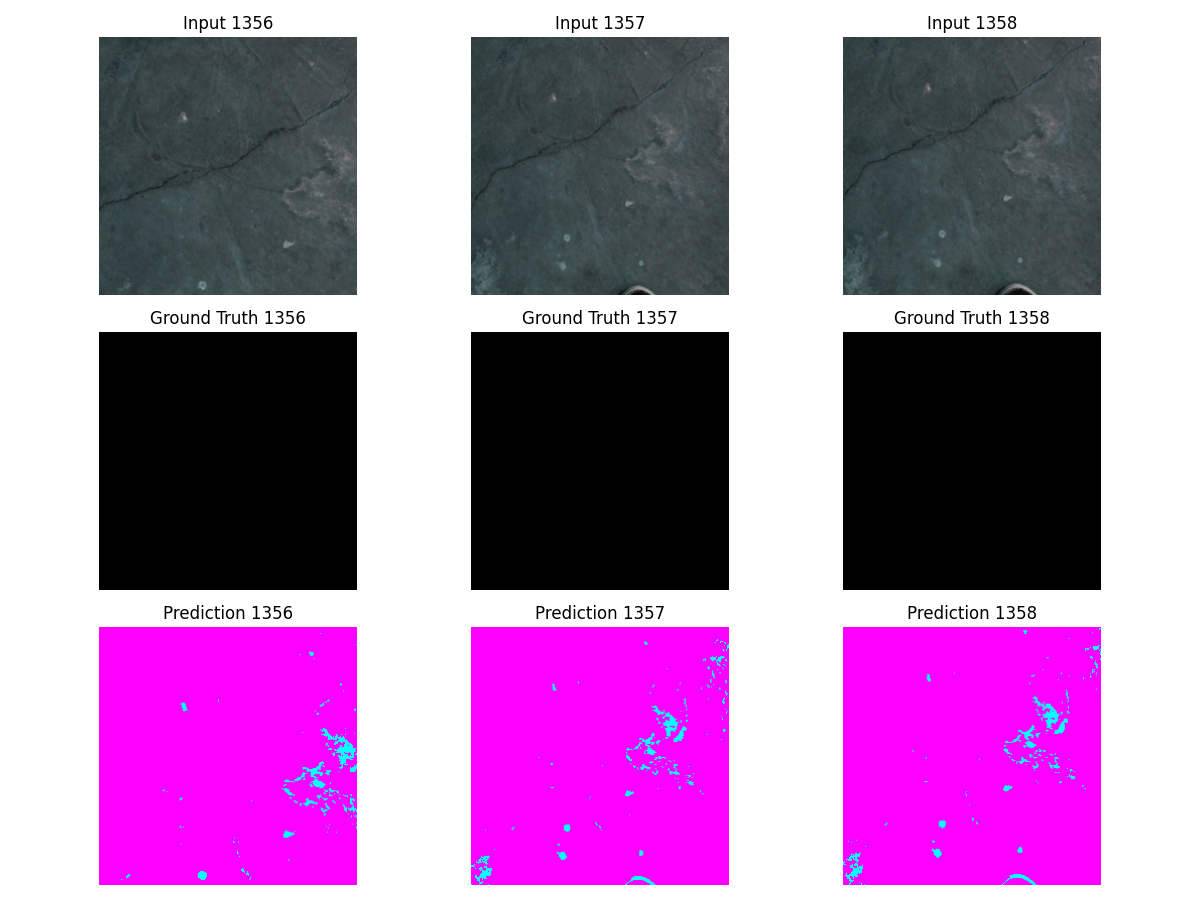 Input 1356
Input 1357
Input 1358
Ground Truth 1356
Ground Truth 1357
Ground Truth 1358
Prediction 1356
Prediction 1357
Prediction 1358